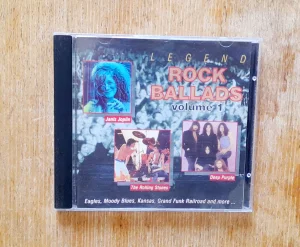 LEGEND
ROCK
BALLADS
volume 1
Janis Joplin
The Rolling Stones
Deep Purple
Eagles, Moody Blues, Kansas, Grand Funk Railroad and more ...